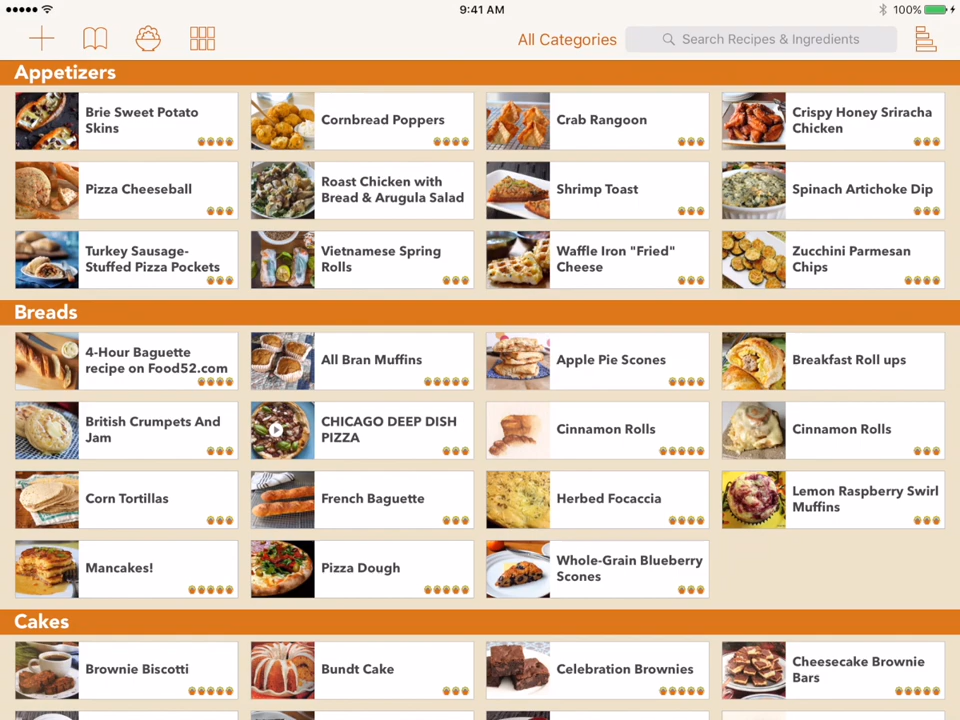 9:41 AM
100%
All Categories
Search Recipes & Ingredients
Appetizers
Brie Sweet Potato
Skins
Cornbread Poppers
Crab Rangoon
Crispy Honey Sriracha
Chicken
Pizza Cheeseball
Roast Chicken with
Bread & Arugula Salad
Shrimp Toast
Spinach Artichoke Dip
Turkey Sausage-
Stuffed Pizza Pockets
Vietnamese Spring
Rolls
Waffle Iron "Fried"
Cheese
Zucchini Parmesan
Chips
Breads
4-Hour Baguette
recipe on Food52.com
All Bran Muffins
Apple Pie Scones
Breakfast Roll ups
British Crumpets And
Jam
CHICAGO DEEP DISH
PIZZA
Cinnamon Rolls
Cinnamon Rolls
Corn Tortillas
French Baguette
Herbed Focaccia
Lemon Raspberry Swirl
Muffins
Mancakes!
Pizza Dough
Whole-Grain Blueberry
Scones
Cakes
Brownie Biscotti
Bundt Cake
Celebration Brownies
Cheesecake Brownie
Bars